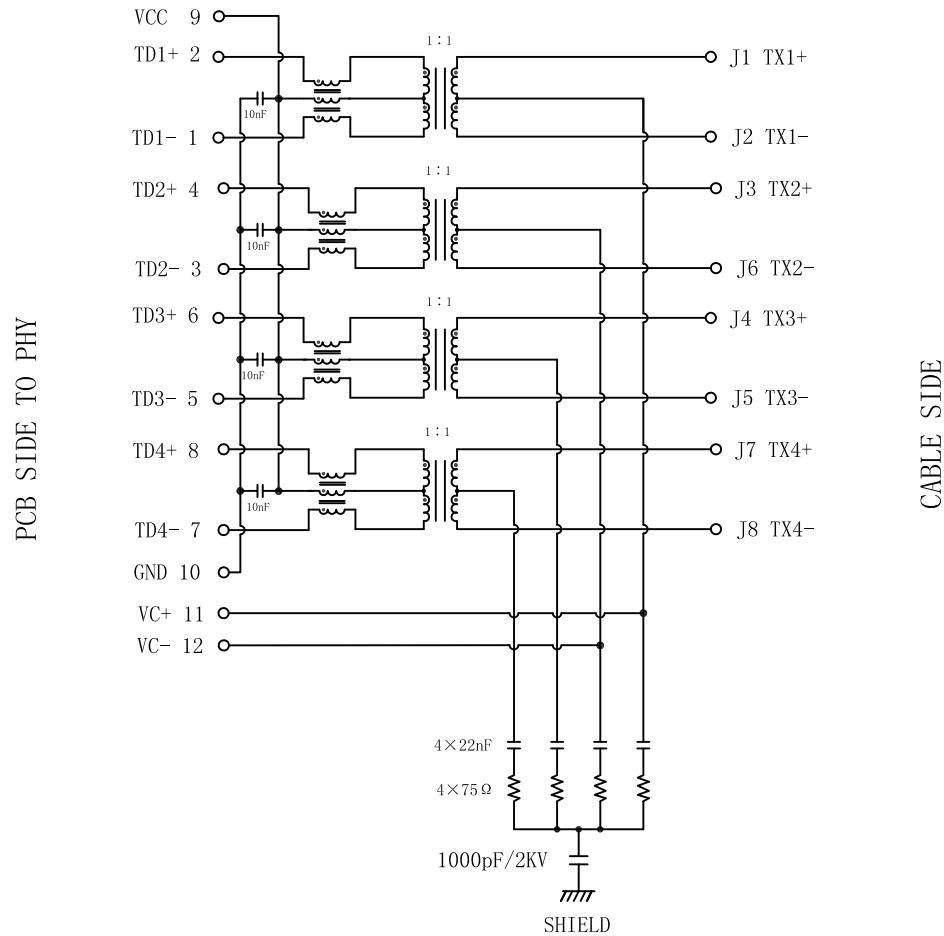 VCC 9
1:1
TD1+ 2
J1 TX1+
10nF
TD1- 1
J2 TX1-
1:1
TD2+ 4
J3 TX2+
10nF
TD2- 3
J6 TX2-
1:1
TD3+ 6
J4 TX3+
10nF
TD3- 5
J5 TX3-
1:1
TD4+ 8
J7 TX4+
10nF
TD4- 7
J8 TX4-
GND 10
VC+ 11
VC- 12
4×22nF
4×75Ω
1000pF/2KV
SHIELD
PCB SIDE TO PHY
CABLE SIDE